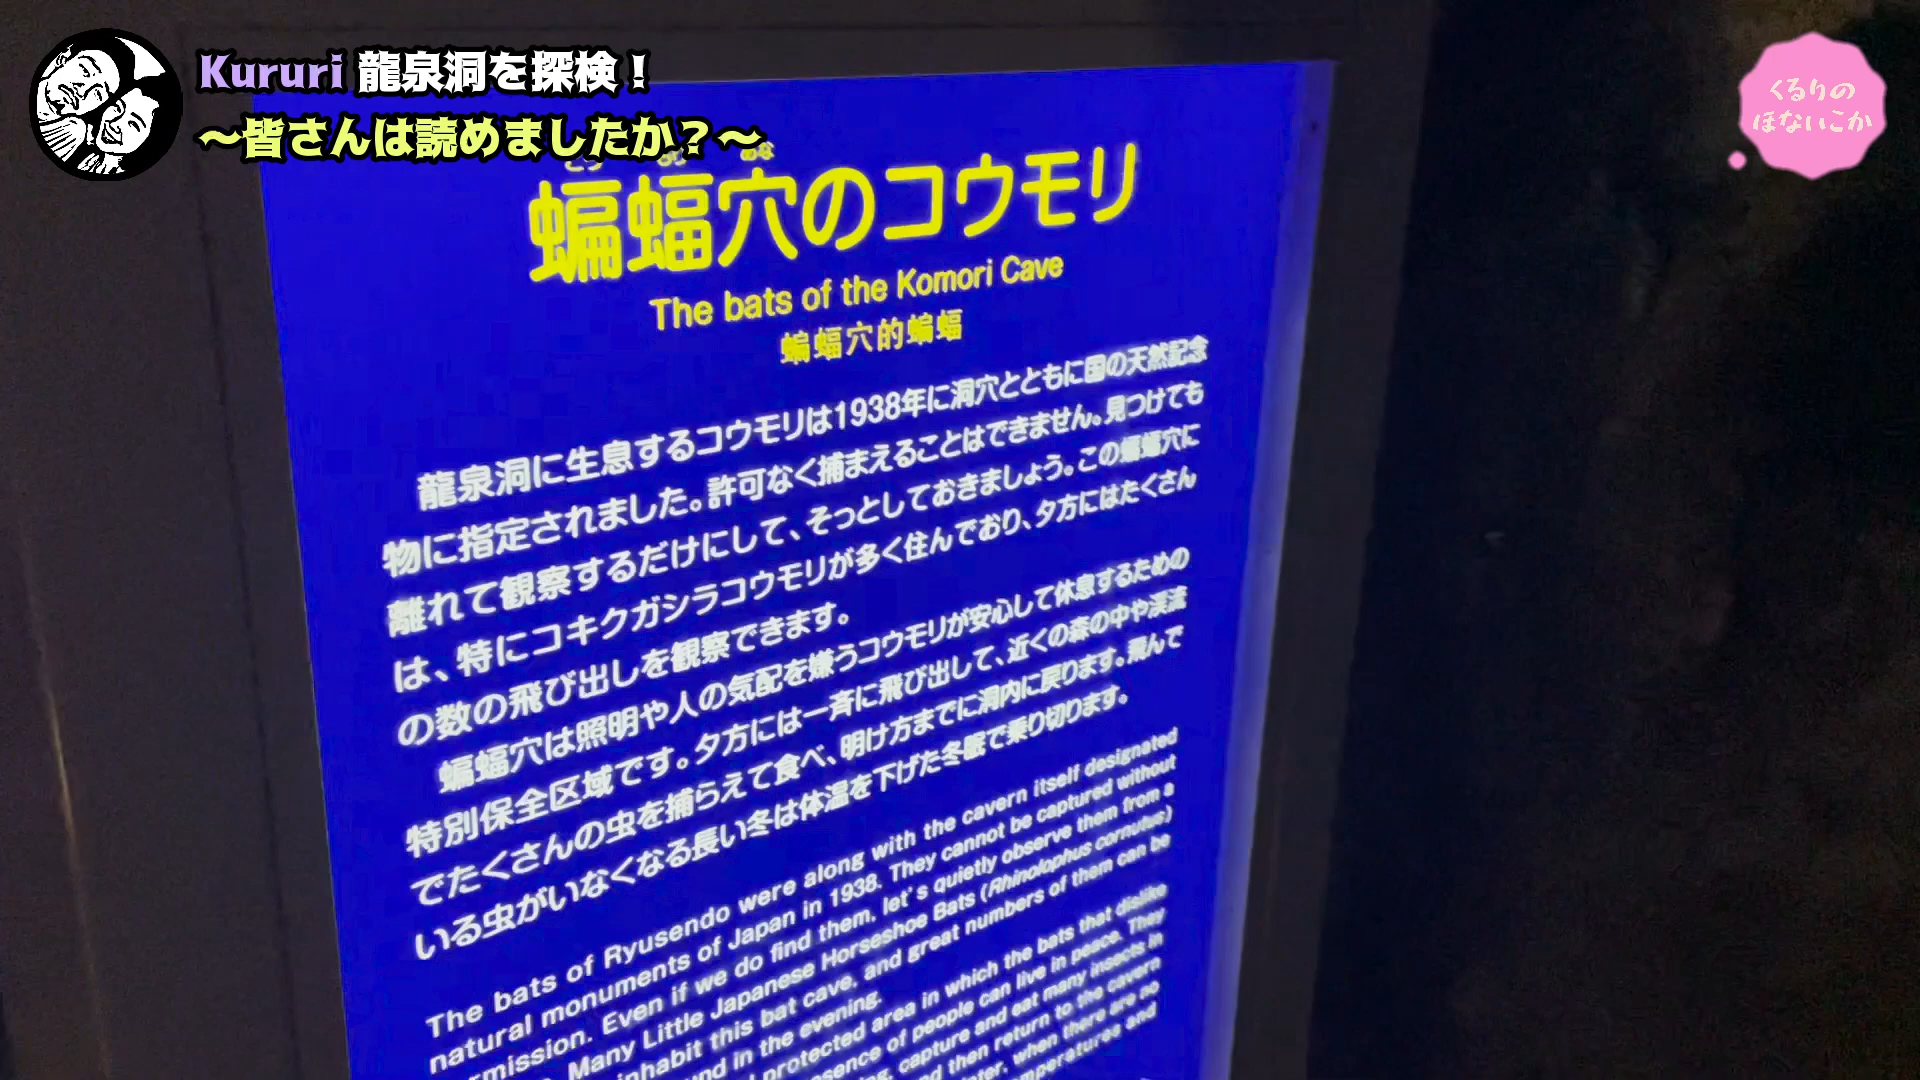 Kururi 龍泉洞を探検！
〜皆さんは読めましたか？〜
くるりの
ほないこか
あな
蝙蝠穴のコウモリ
The bats of the Komori Cave
蝙蝠穴的蝙蝠
龍泉洞に生息するコウモリは1938年に洞穴とともに国の天然記念
物に指定されました。許可なく捕まえることはできません。見つけても
離れて観察するだけにして、そっとしておきましょう。この蝙蝠穴に
は、特にコキクガシラコウモリが多く住んでおり、夕方にはたくさん
の数の飛び出しを観察できます。
蝙蝠穴は照明や人の気配を嫌うコウモリが安心して休息するための
特別保全区域です。夕方には一斉に飛び出して、近くの森の中や渓流
でたくさんの虫を捕らえて食べ、明け方までに洞内に戻ります。飛んで
いる虫がいなくなる長い冬は体温を下げた冬眠で乗り切ります。
The bats of Ryusendo were along with the cavern itself designated
natural monuments of Japan in 1938. They cannot be captured without
rmission. Even if we do find them, let's quietly observe them from a
Many Little Japanese Horseshoe Bats (Rhinolophus cornutus)
inhabit this bat cave, and great numbers of them can be
und in the evening.
protected area in which the bats that dislike
sence of people can live in peace. They
ng, capture and eat many insects in
nd then return to the cavern
nter, when there are no
mperatures and